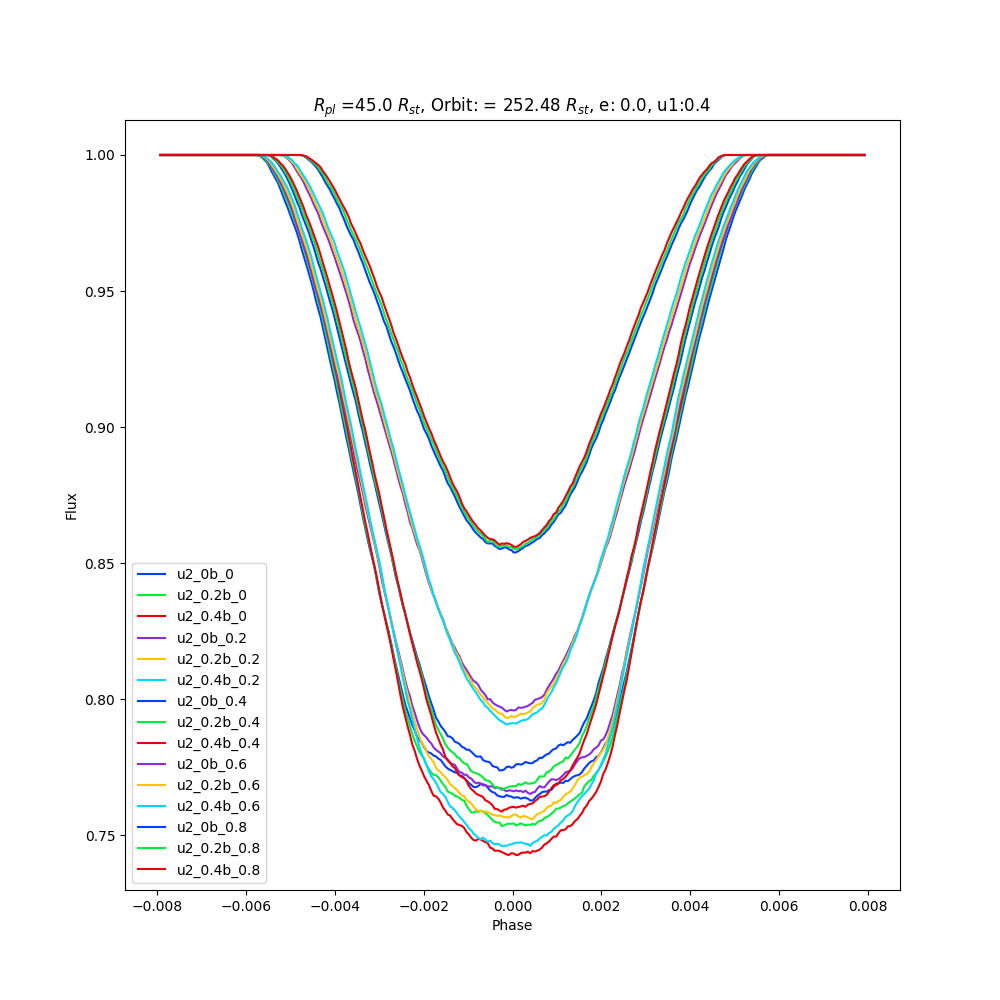 R_pl =45.0 R_st, Orbit: = 252.48 R_st, e: 0.0, u1:0.4
1.00
0.95
0.90
0.85
0.80
0.75
Flux
u2_0b_0
u2_0.2b_0
u2_0.4b_0
u2_0b_0.2
u2_0.2b_0.2
u2_0.4b_0.2
u2_0b_0.4
u2_0.2b_0.4
u2_0.4b_0.4
u2_0b_0.6
u2_0.2b_0.6
u2_0.4b_0.6
u2_0b_0.8
u2_0.2b_0.8
u2_0.4b_0.8
−0.008 −0.006 −0.004 −0.002 0.000 0.002 0.004 0.006 0.008
Phase